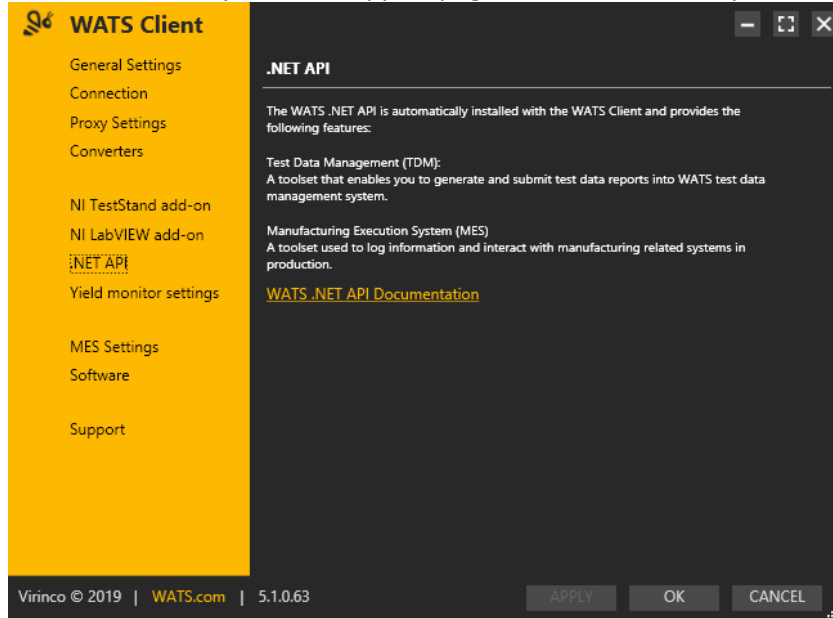 WATS Client
General Settings
Connection
Proxy Settings
Converters
NI TestStand add-on
NI LabVIEW add-on
.NET API
Yield monitor settings
MES Settings
Software
Support
.NET API
The WATS .NET API is automatically installed with the WATS Client and provides the
following features:
Test Data Management (TDM):
A toolset that enables you to generate and submit test data reports into WATS test data
management system.
Manufacturing Execution System (MES)
A toolset used to log information and interact with manufacturing related systems in
production.
WATS .NET API Documentation
Virinco © 2019 | WATS.com | 5.1.0.63
APPLY OK CANCEL